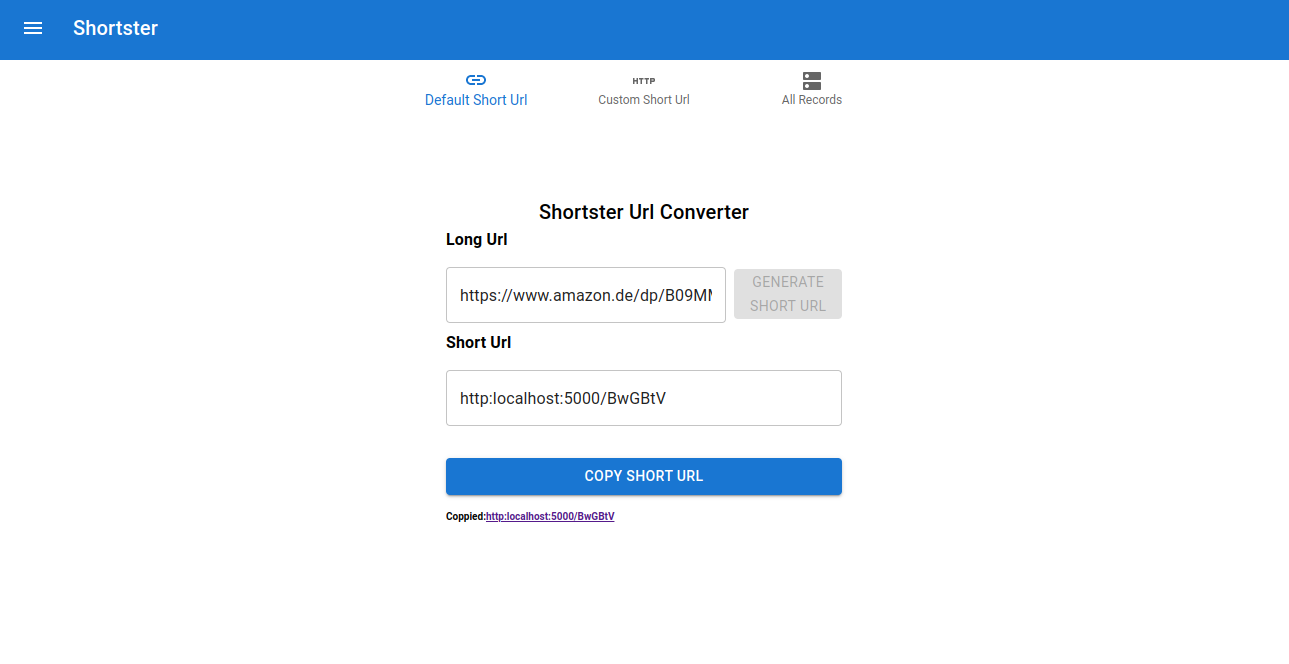 Shortster
Default Short Url
HTTP
Custom Short Url
All Records
Shortster Url Converter
Long Url
https://www.amazon.de/dp/B09M
GENERATE
SHORT URL
Short Url
http:localhost:5000/BwGBtV
COPY SHORT URL
Coppied:http:localhost:5000/BwGBtV